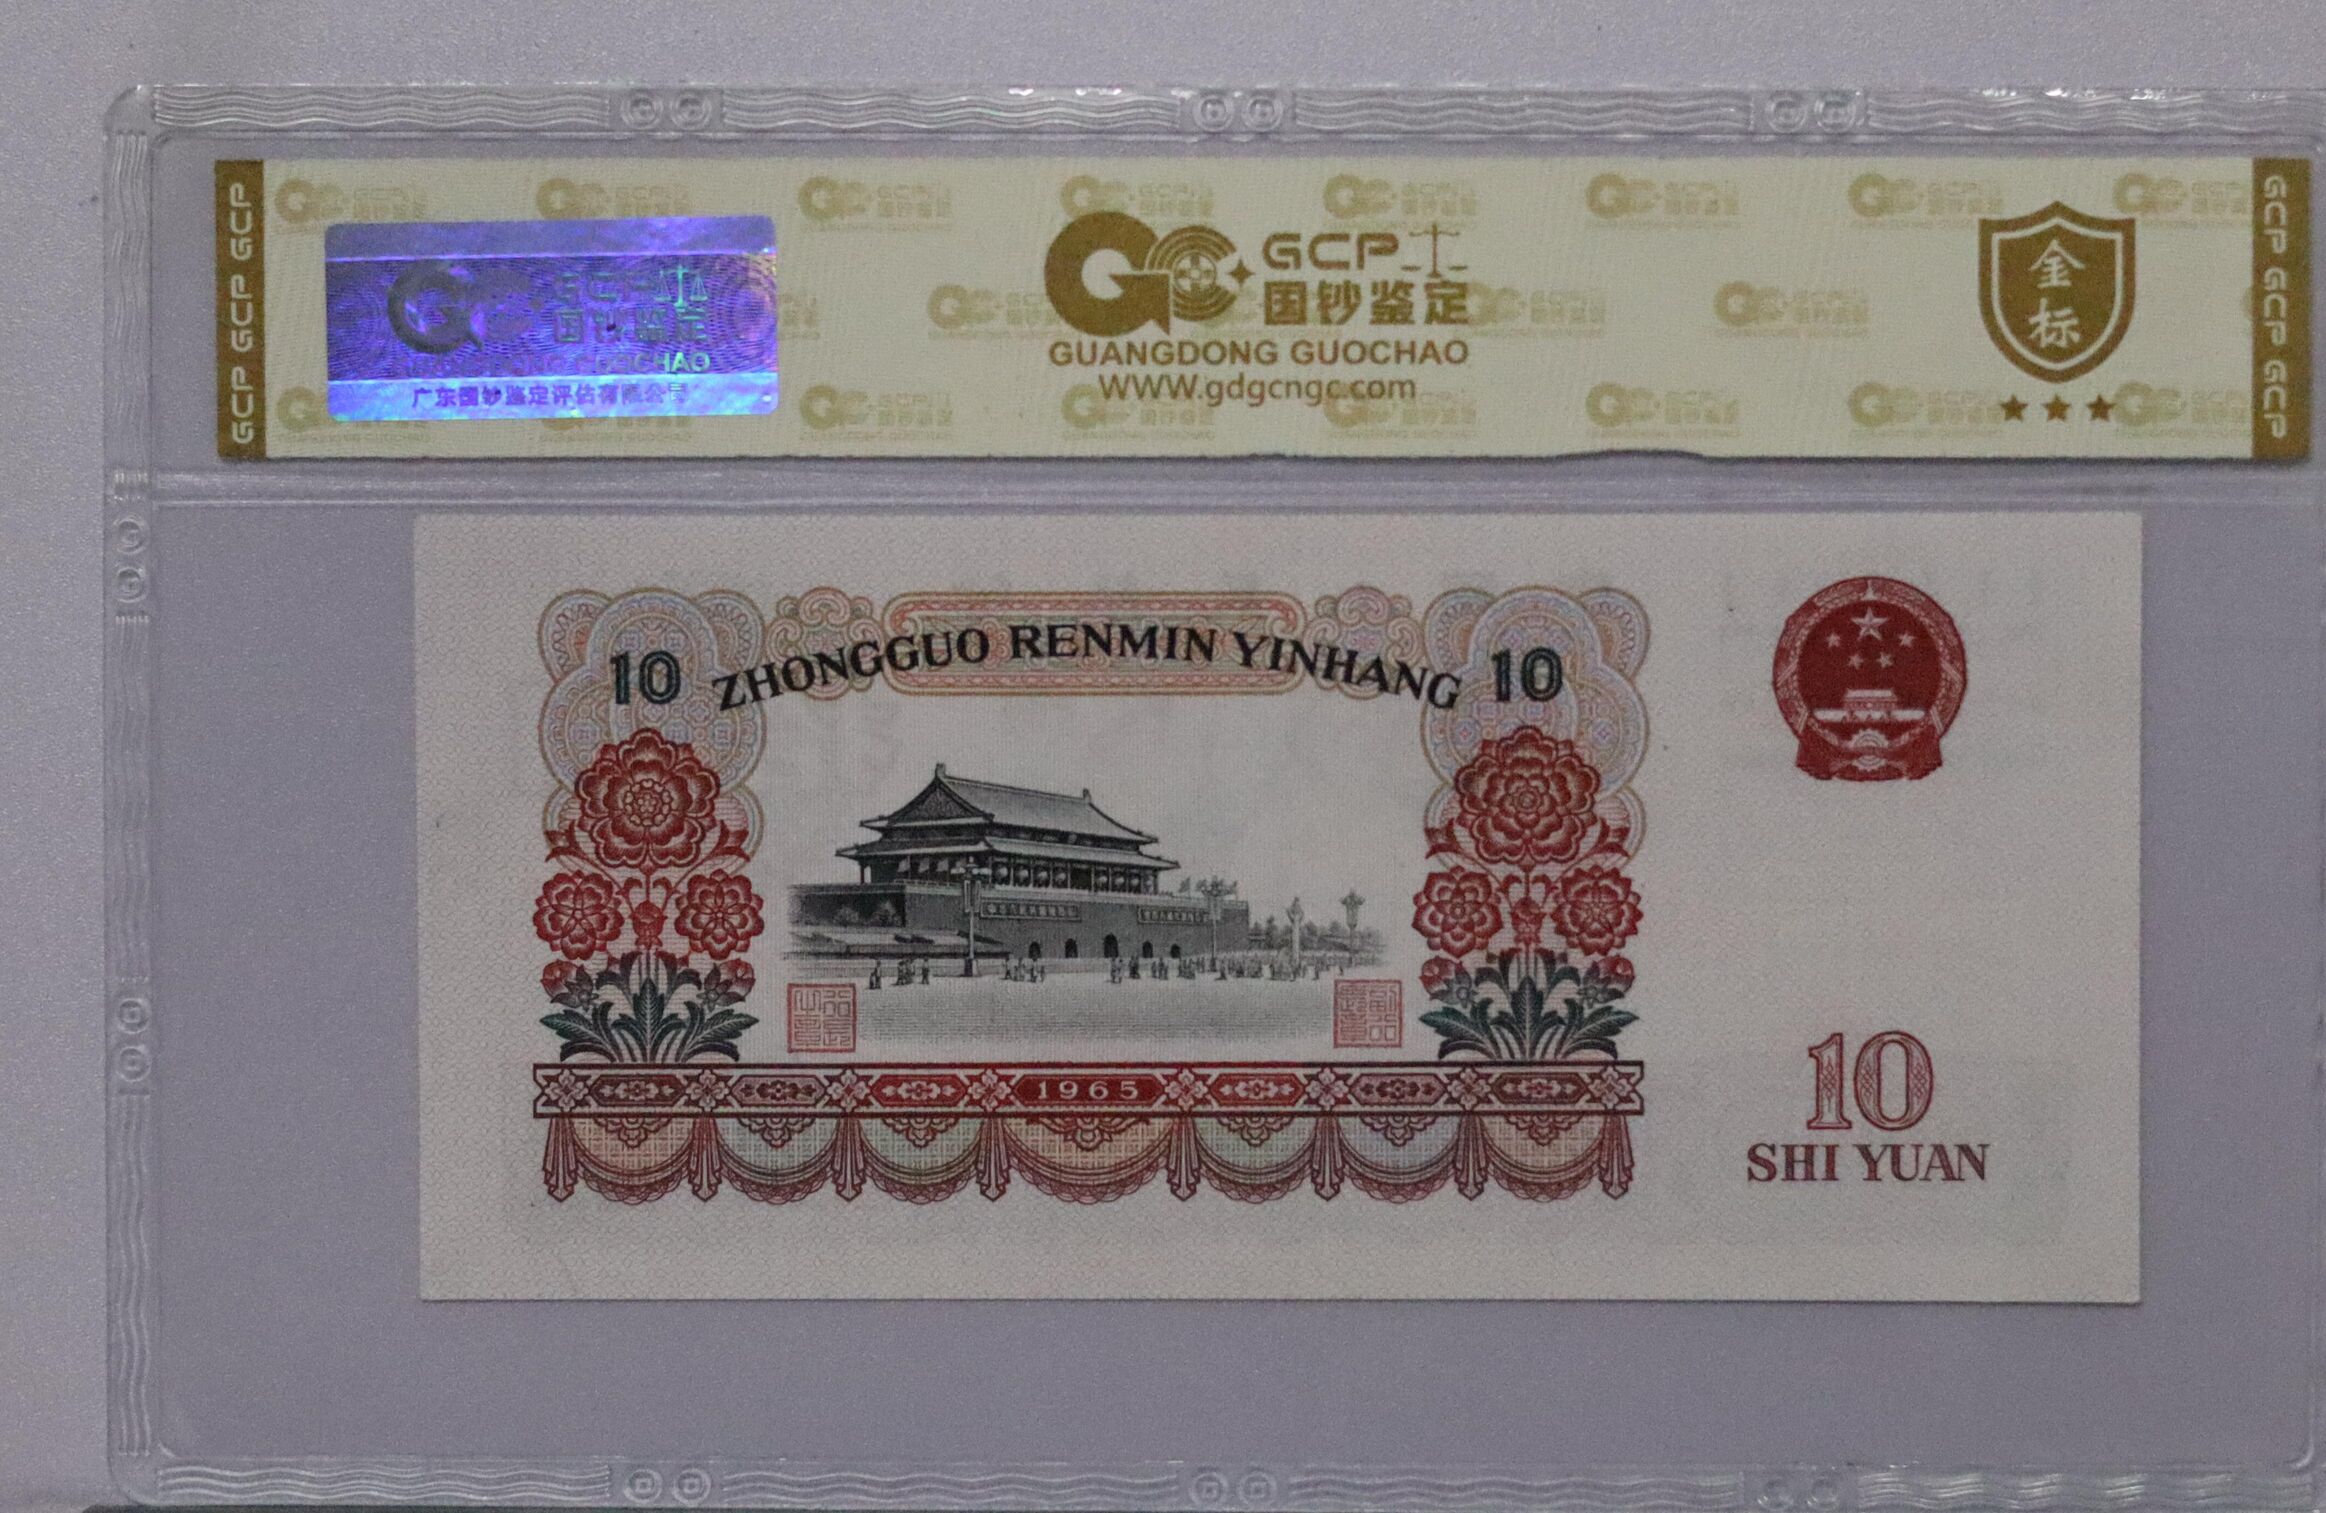 GCP GCP GCP
GCP
国钞鉴定
GUANGDONG GUOCHAO
WWW.gdgcngc.com
国钞鉴定
GUANGDONG GUOCHAO
广东国钞鉴定评估有限公司
金
标
GCP GCP GCP
10 ZHONGGUO RENMIN YINHANG 10
1965
10
SHI YUAN